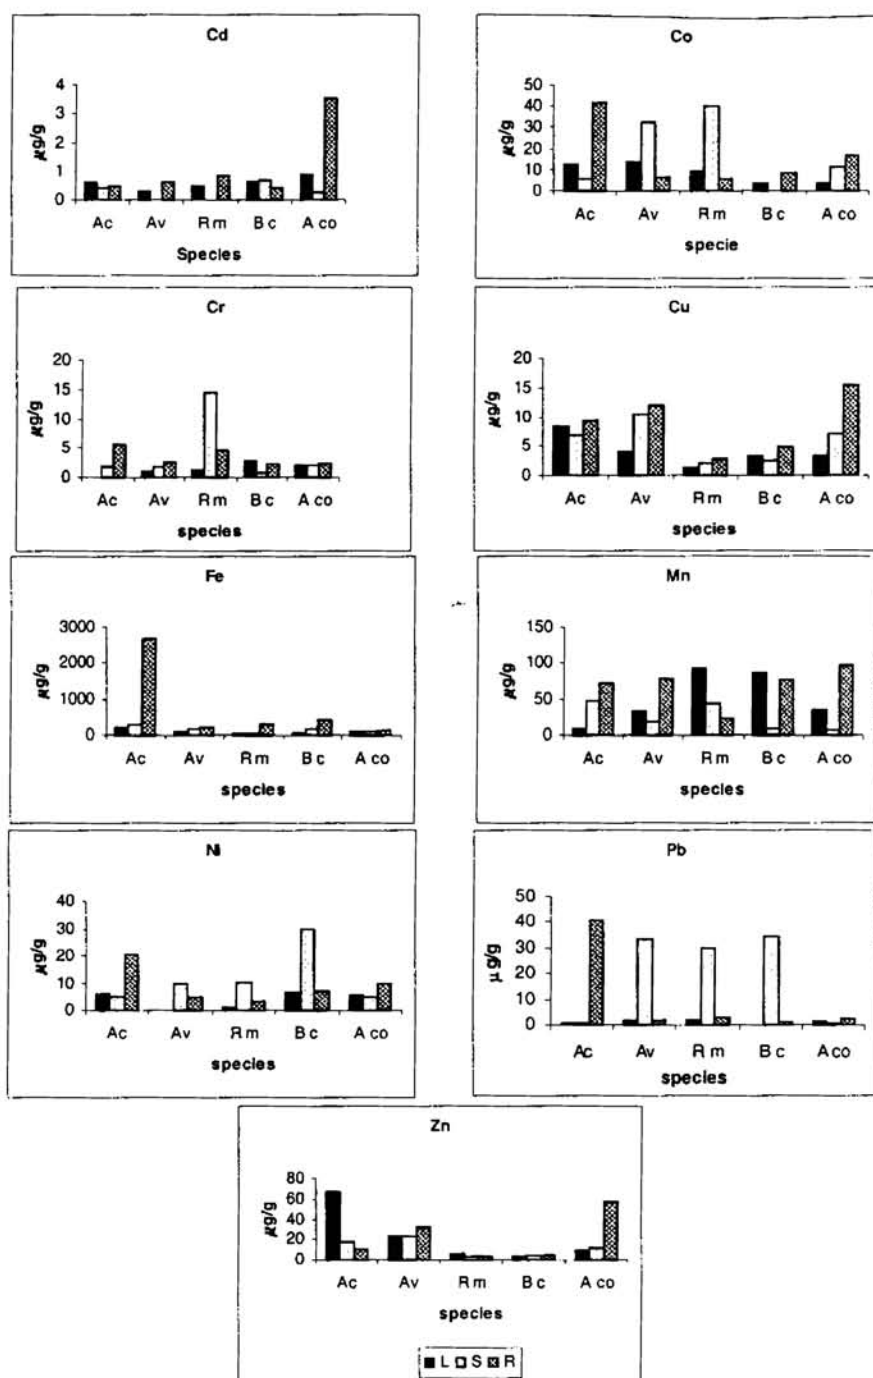 Cd
µg/g
4
3
2
1
0
Ac Av Rm Bc A co
Species
Co
µg/g
50
40
30
20
10
0
Ac Av Rm Bc A co
specie
Cr
µg/g
20
15
10
5
0
Ac Av Rm Bc A co
species
Cu
µg/g
20
15
10
5
0
Ac Av Rm Bc A co
species
Fe
µg/g
3000
2000
1000
0
Ac Av Rm Bc A co
species
Mn
µg/g
150
100
50
0
Ac Av Rm Bc A co
species
Ni
µg/g
40
30
20
10
0
Ac Av Rm Bc A co
species
Pb
µg/g
50
40
30
20
10
0
Ac Av Rm Bc A co
species
Zn
µg/g
80
60
40
20
0
Ac Av Rm Bc A co
species
L S R